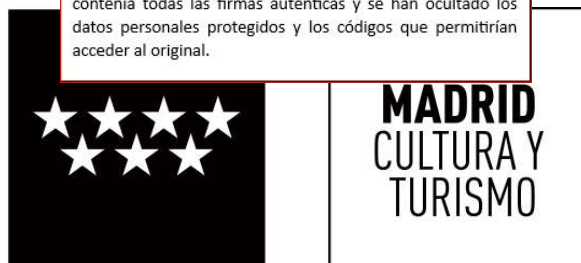 contenía todas las firmas auténticas y se han ocultado los
datos personales protegidos y los códigos que permitirían
acceder al original.
MADRID
CULTURA Y
TURISMO